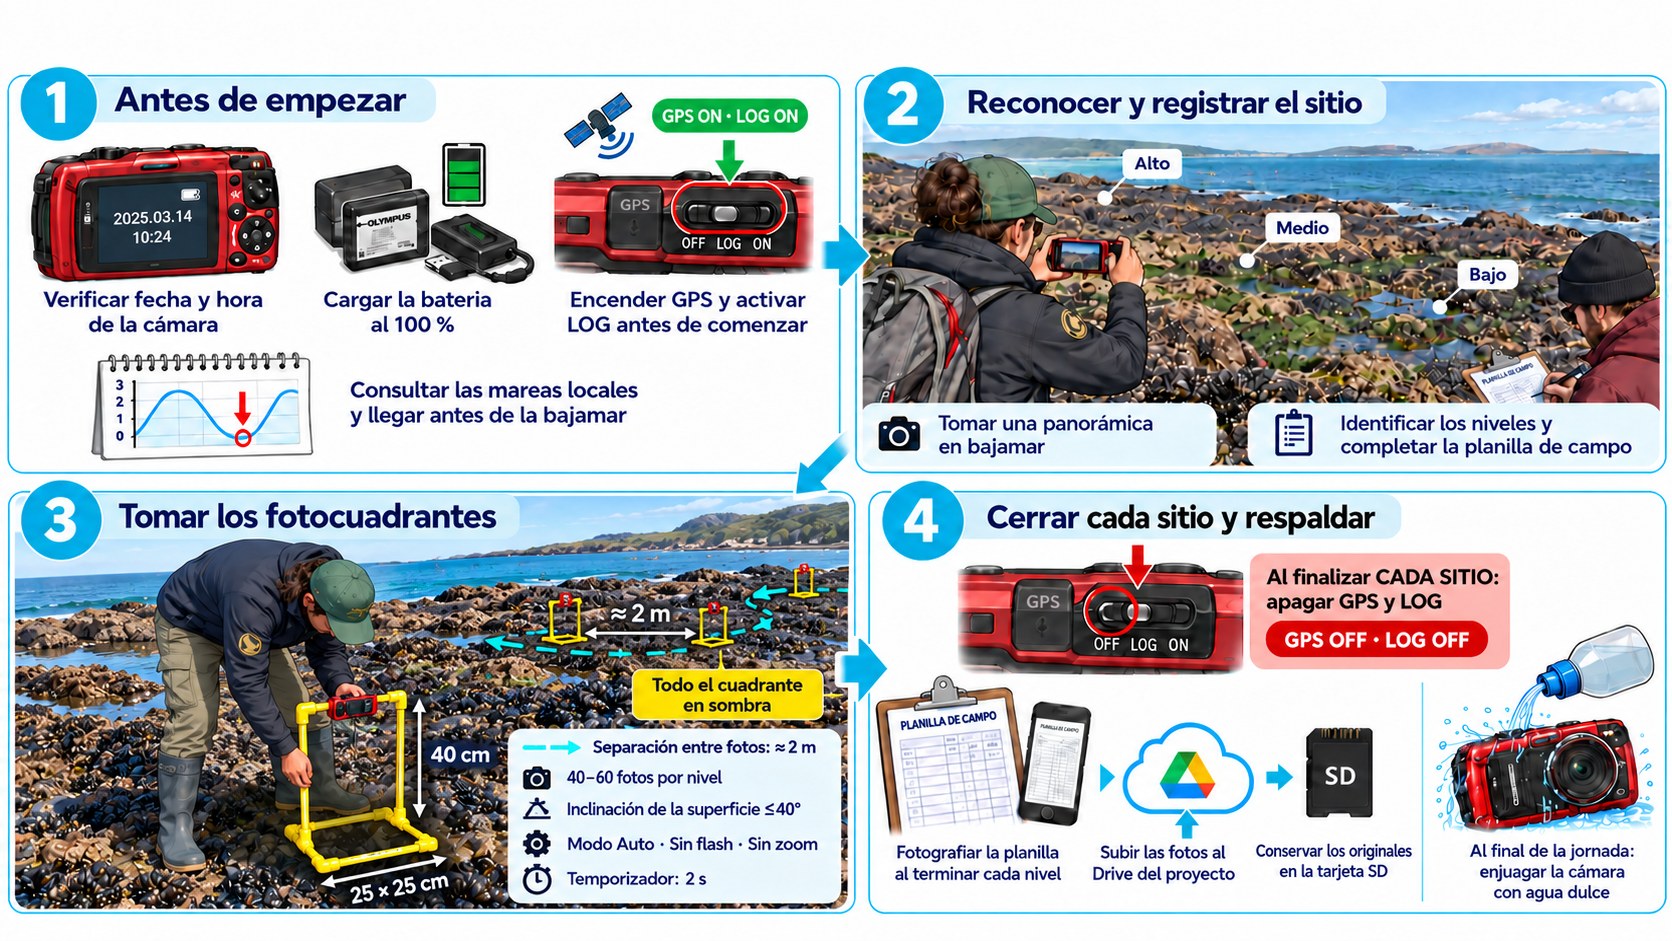 1
Antes de empezar
2025.03.14
10:24
Verificar fecha y hora
de la cámara
OLYMPUS
Cargar la bateria
al 100 %
GPS ON · LOG ON
GPS
OFF LOG ON
Encender GPS y activar
LOG antes de comenzar
3
2
1
0
Consultar las mareas locales
y llegar antes de la bajamar
2
Reconocer y registrar el sitio
Alto
Medio
Bajo
PLANILLA DE CAMPO
Tomar una panorámica
en bajamar
Identificar los niveles y
completar la planilla de campo
3
Tomar los fotocuadrantes
≈ 2 m
Todo el cuadrante
en sombra
40 cm
25 x 25 cm
Separación entre fotos: ≈ 2 m
40–60 fotos por nivel
Inclinación de la superficie ≤40°
Modo Auto · Sin flash · Sin zoom
Temporizador: 2 s
4
Cerrar cada sitio y respaldar
GPS
OFF LOG ON
Al finalizar CADA SITIO:
apagar GPS y LOG
GPS OFF · LOG OFF
PLANILLA DE CAMPO
PLANILLA DE CAMPO
SD
Fotografiar la planilla
al terminar cada nivel
Subir las fotos al
Drive del proyecto
Conservar los originales
en la tarjeta SD
Al final de la jornada:
enjuagar la cámara
con agua dulce